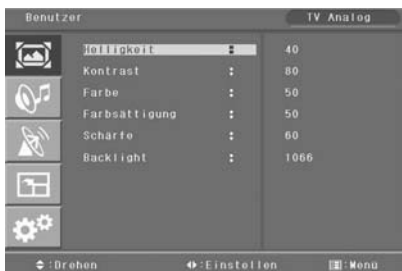 Benutzer TV Analog
Helligkeit : 40
Kontrast : 80
Farbe : 50
Farbsättigung : 50
Schärfe : 60
Backlight : 1066
:Drehen :Einstellen :Menü